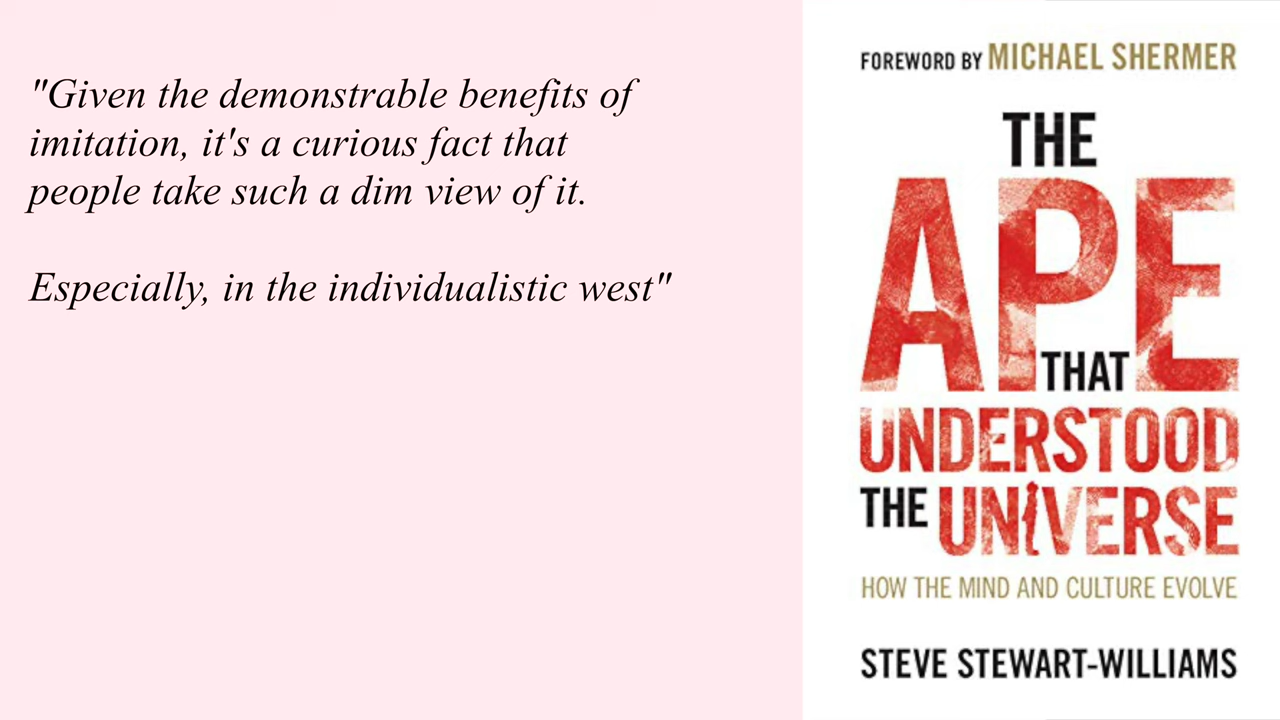 "Given the demonstrable benefits of
imitation, it's a curious fact that
people take such a dim view of it.
Especially, in the individualistic west"
FOREWORD BY MICHAEL SHERMER
THE
APE
THAT
UNDERSTOOD
THE UNIVERSE
HOW THE MIND AND CULTURE EVOLVE
STEVE STEWART-WILLIAMS